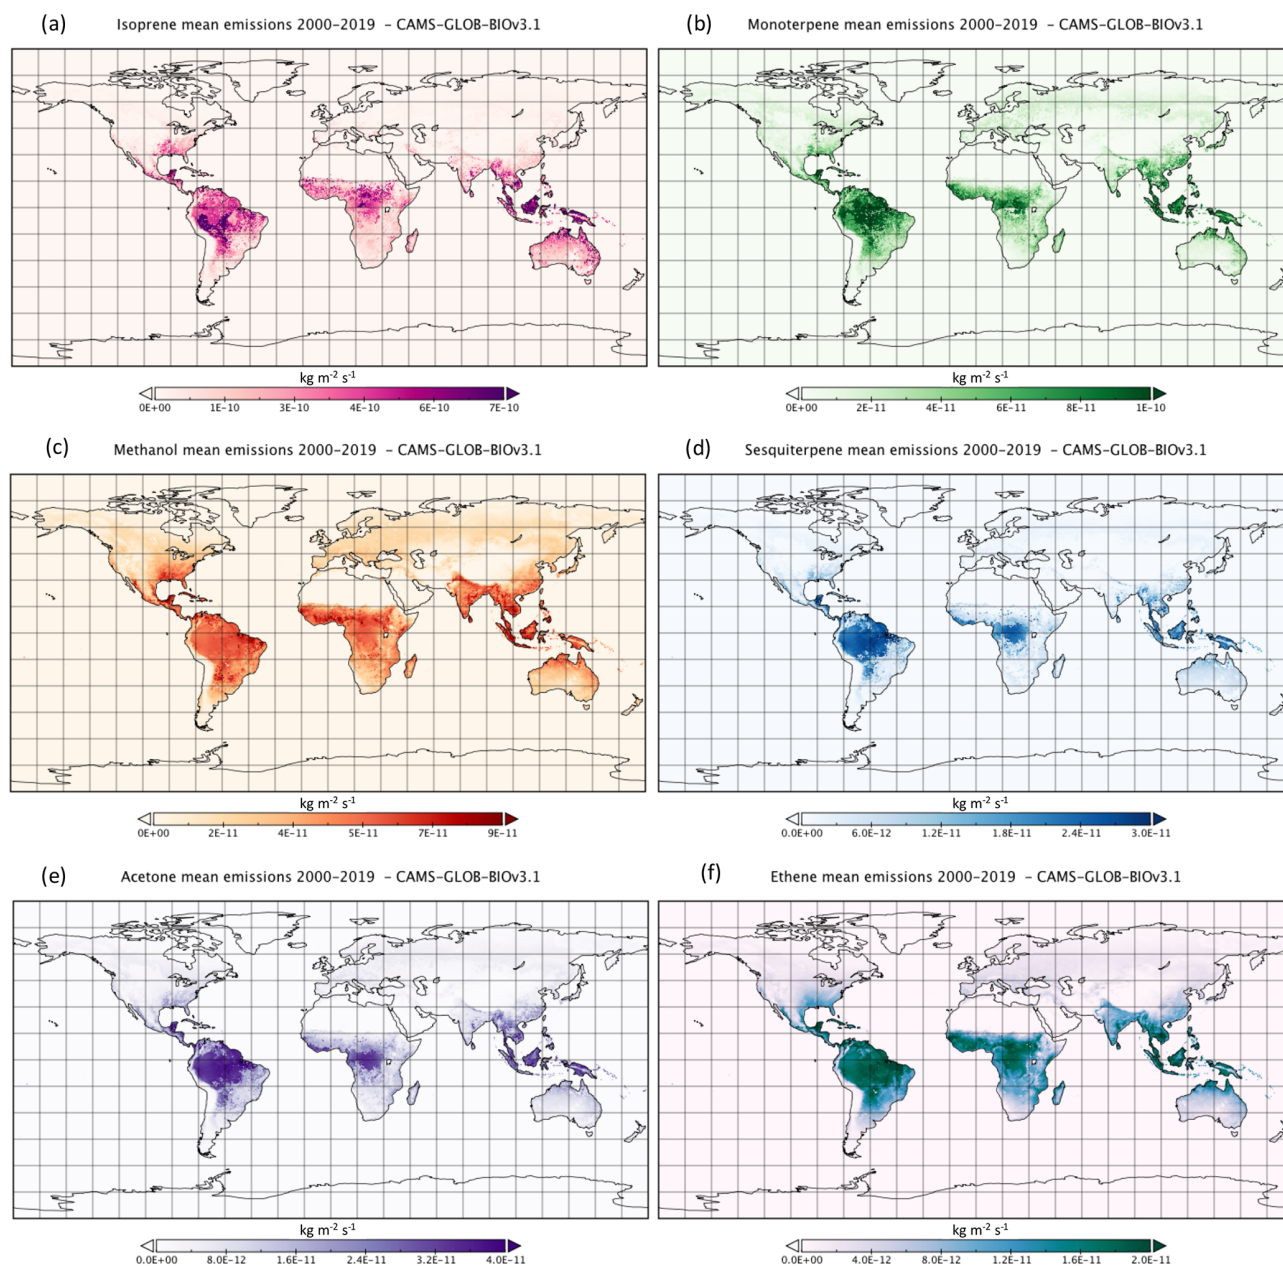 (a) Isoprene mean emissions 2000-2019 - CAMS-GLOB-BIOv3.1
kg m-2 s-1
0E+00 1E-10 3E-10 4E-10 6E-10 7E-10
(b) Monoterpene mean emissions 2000-2019 - CAMS-GLOB-BIOv3.1
kg m-2 s-1
0E+00 2E-11 4E-11 6E-11 8E-11 1E-10
(c) Methanol mean emissions 2000-2019 - CAMS-GLOB-BIOv3.1
kg m-2 s-1
0E+00 2E-11 4E-11 5E-11 7E-11 9E-11
(d) Sesquiterpene mean emissions 2000-2019 - CAMS-GLOB-BIOv3.1
kg m-2 s-1
0.0E+00 6.0E-12 1.2E-11 1.8E-11 2.4E-11 3.0E-11
(e) Acetone mean emissions 2000-2019 - CAMS-GLOB-BIOv3.1
kg m-2 s-1
0.0E+00 8.0E-12 1.6E-11 2.4E-11 3.2E-11 4.0E-11
(f) Ethene mean emissions 2000-2019 - CAMS-GLOB-BIOv3.1
kg m-2 s-1
0.0E+00 4.0E-12 8.0E-12 1.2E-11 1.6E-11 2.0E-11